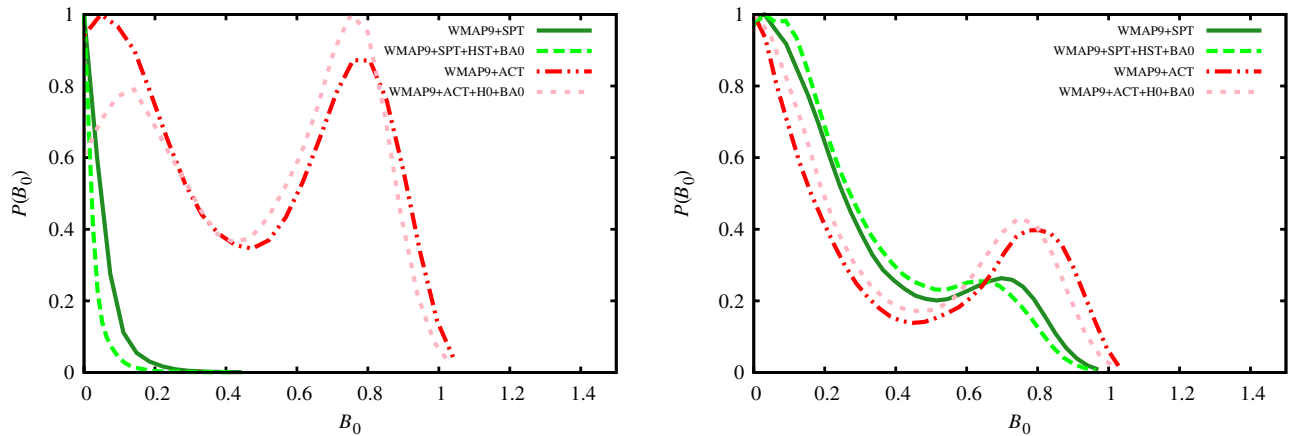 P(B0)
1
0.8
0.6
0.4
0.2
0
0 0.2 0.4 0.6 0.8 1 1.2 1.4
B0
WMAP9+SPT
WMAP9+SPT+HST+BA0
WMAP9+ACT
WMAP9+ACT+H0+BA0
P(B0)
1
0.8
0.6
0.4
0.2
0
0 0.2 0.4 0.6 0.8 1 1.2 1.4
B0
WMAP9+SPT
WMAP9+SPT+HST+BA0
WMAP9+ACT
WMAP9+ACT+H0+BA0